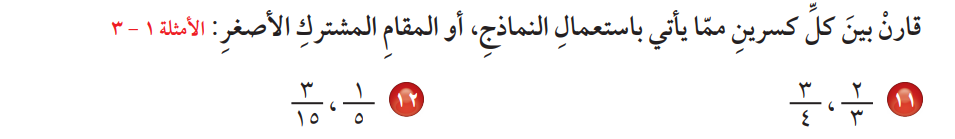 قارنْ بينَ كلِّ كسرينِ ممّا يأتي باستعمالِ النماذجِ، أو المقامِ المشتركِ الأصغرِ: الأمثلة ١ – ٣
١١ ٢/٣ ، ٣/٤ ١٢ ١/٥ ، ٣/١٥